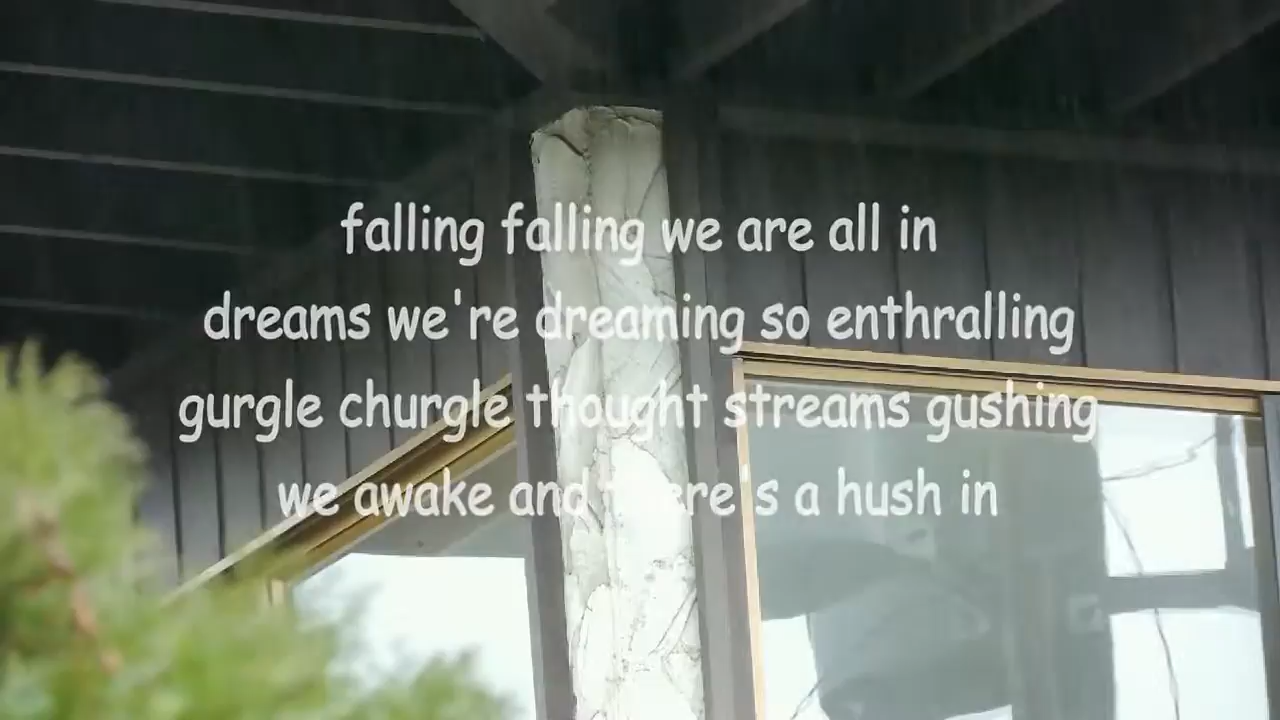 falling falling we are all in
dreams we're dreaming so enthralling
gurgle churgle thought streams gushing
we awake and there's a hush in